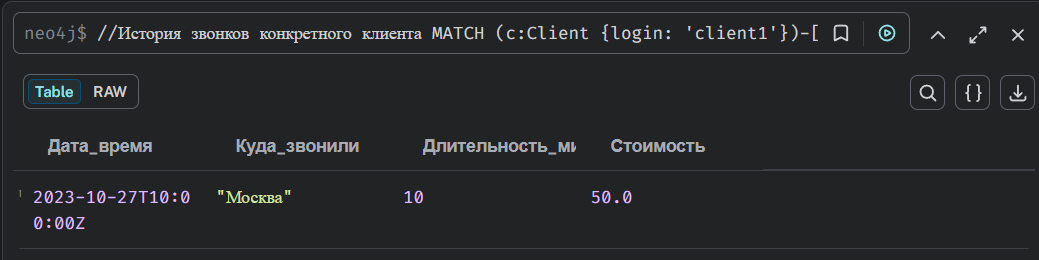 neo4j$ //История звонков конкретного клиента MATCH (c:Client {login: 'client1'})-[
Table RAW
Дата_время Куда_звонили Длительность_ми Стоимость
1 2023-10-27T10:0 "Москва" 10 50.0
0:00Z